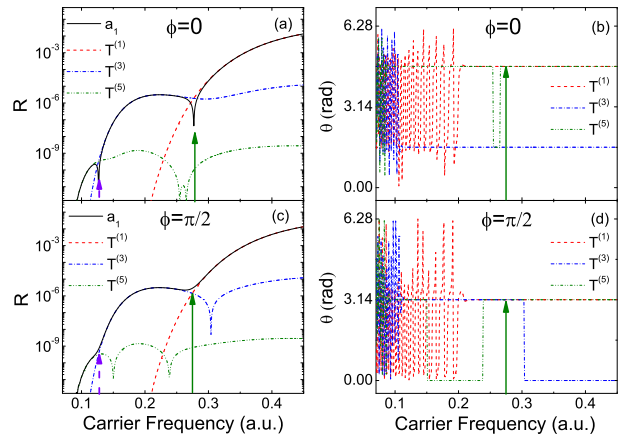 (a)
ϕ=0
a₁
T⁽¹⁾
T⁽³⁾
T⁽⁵⁾
R
10⁻³
10⁻⁶
10⁻⁹
(b)
ϕ=0
T⁽¹⁾
T⁽³⁾
T⁽⁵⁾
θ (rad)
6.28
3.14
0.00
(c)
ϕ=π/2
a₁
T⁽¹⁾
T⁽³⁾
T⁽⁵⁾
R
10⁻³
10⁻⁶
10⁻⁹
0.1 0.2 0.3 0.4
Carrier Frequency (a.u.)
(d)
ϕ=π/2
T⁽¹⁾
T⁽³⁾
T⁽⁵⁾
θ (rad)
6.28
3.14
0.00
0.1 0.2 0.3 0.4
Carrier Frequency (a.u.)